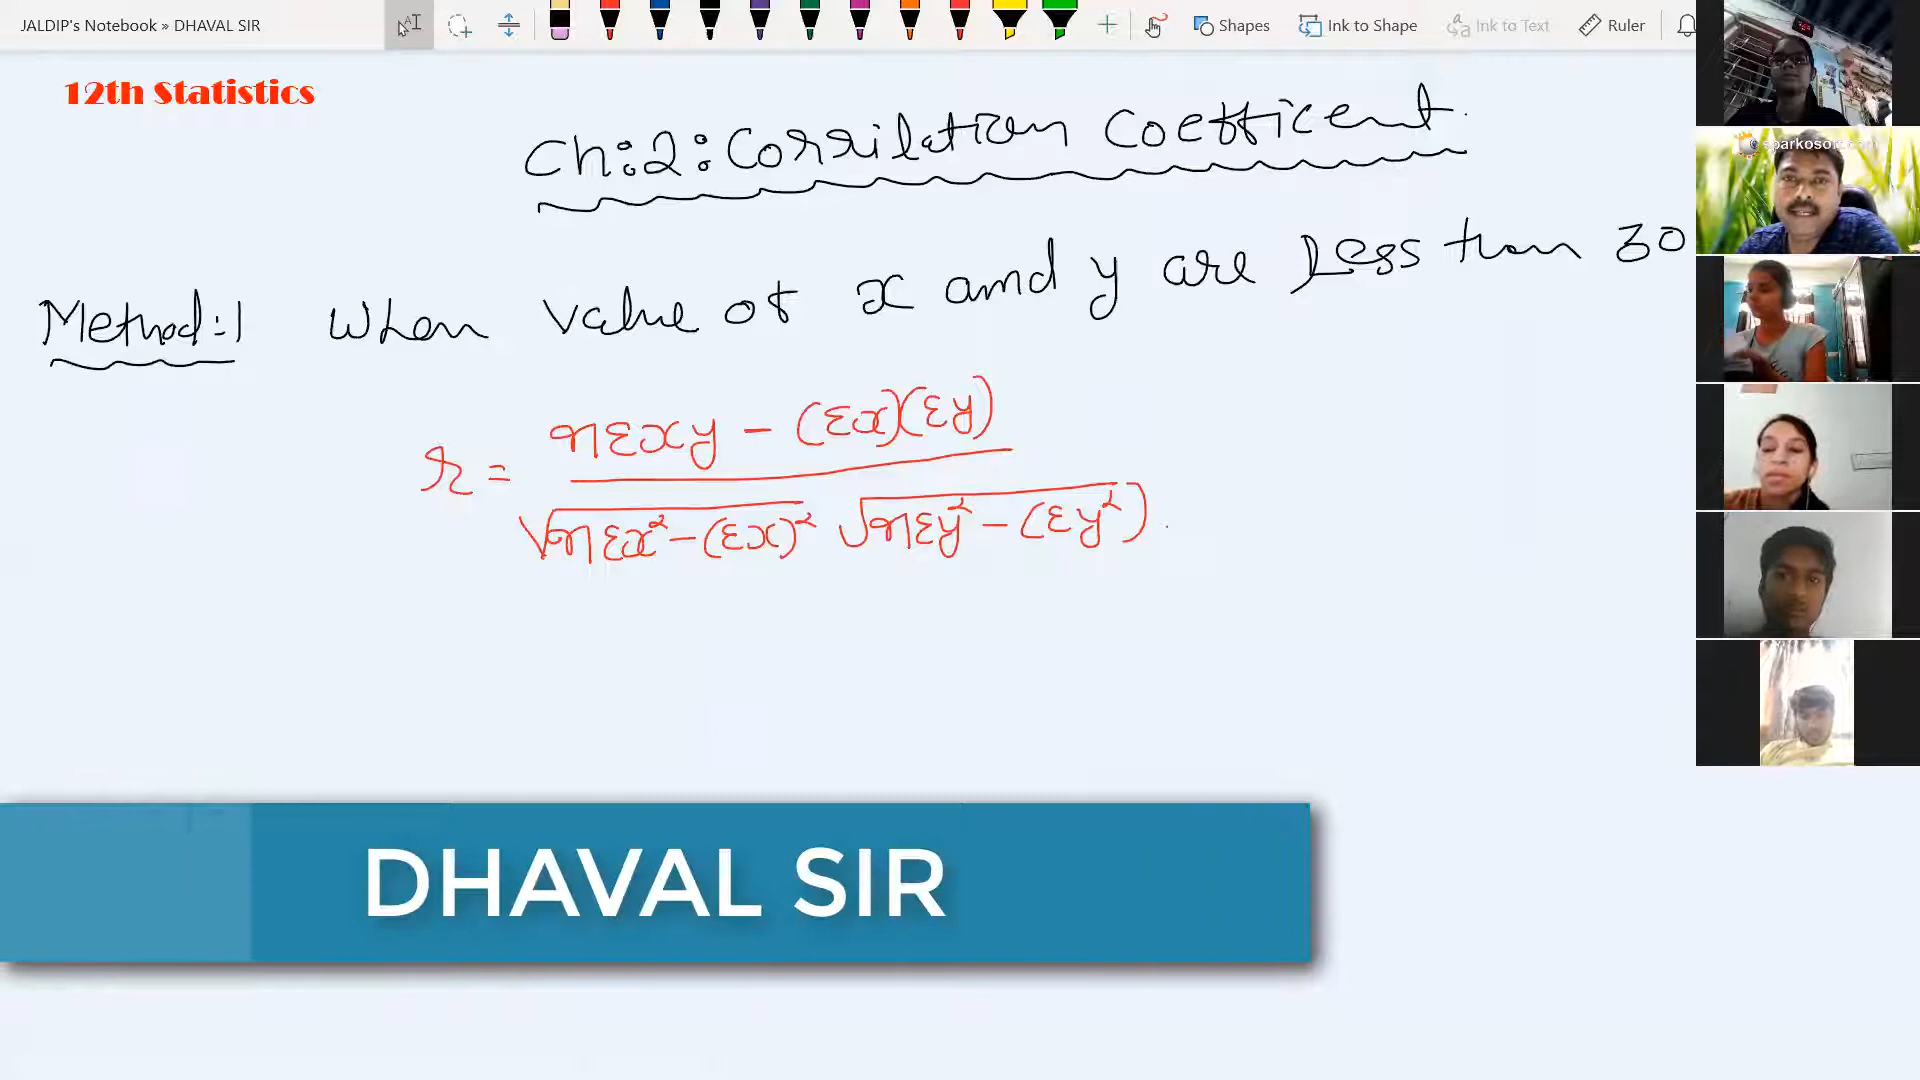 JALDIP's Notebook » DHAVAL SIR
Shapes
Ink to Shape
Ink to Text
Ruler
12th Statistics
Ch:2: Corrilation Coefficent.
Method:1 When value of x and y are Less than 30
r = nΣxy - (Σx)(Σy)
√nΣx² - (Σx)² √nΣy² - (Σy²)
DHAVAL SIR